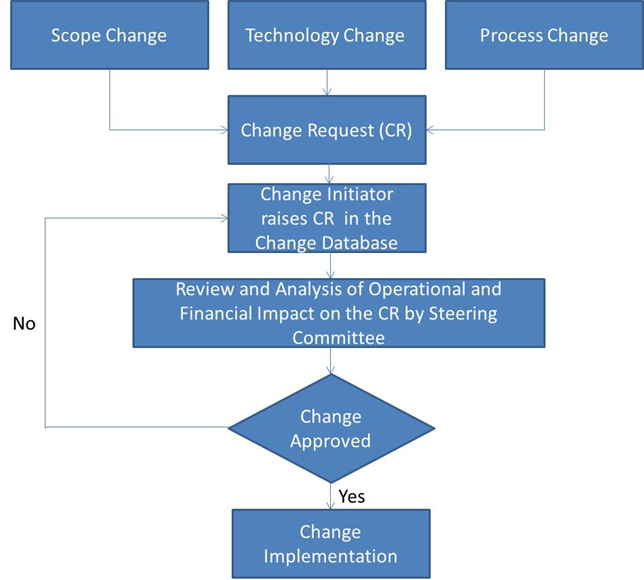 Scope Change
Technology Change
Process Change
Change Request (CR)
Change Initiator
raises CR in the
Change Database
Review and Analysis of Operational and
Financial Impact on the CR by Steering
Committee
No
Change
Approved
Yes
Change
Implementation